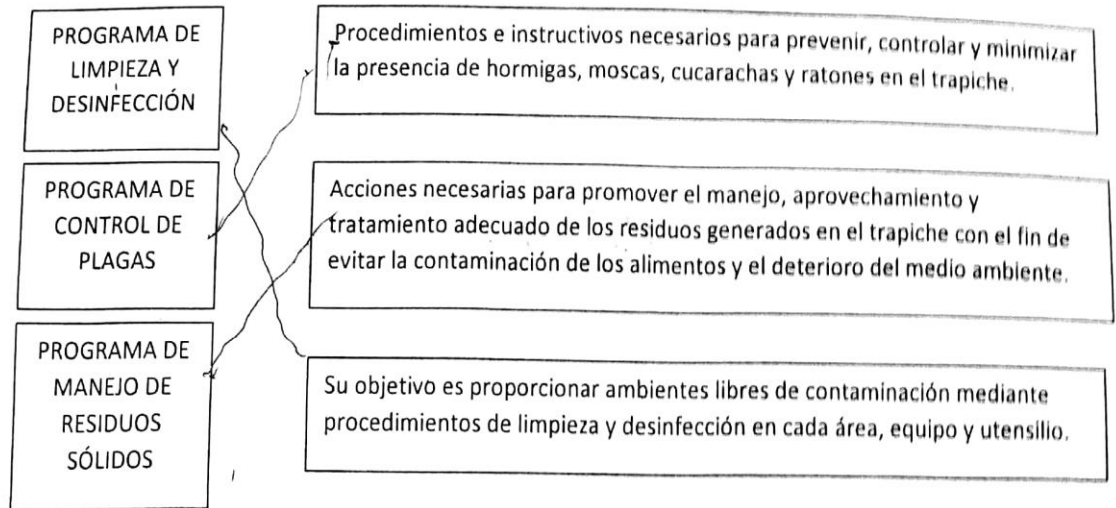 PROGRAMA DE
LIMPIEZA Y
DESINFECCIÓN
Procedimientos e instructivos necesarios para prevenir, controlar y minimizar
la presencia de hormigas, moscas, cucarachas y ratones en el trapiche.
PROGRAMA DE
CONTROL DE
PLAGAS
Acciones necesarias para promover el manejo, aprovechamiento y
tratamiento adecuado de los residuos generados en el trapiche con el fin de
evitar la contaminación de los alimentos y el deterioro del medio ambiente.
PROGRAMA DE
MANEJO DE
RESIDUOS
SÓLIDOS
Su objetivo es proporcionar ambientes libres de contaminación mediante
procedimientos de limpieza y desinfección en cada área, equipo y utensilio.